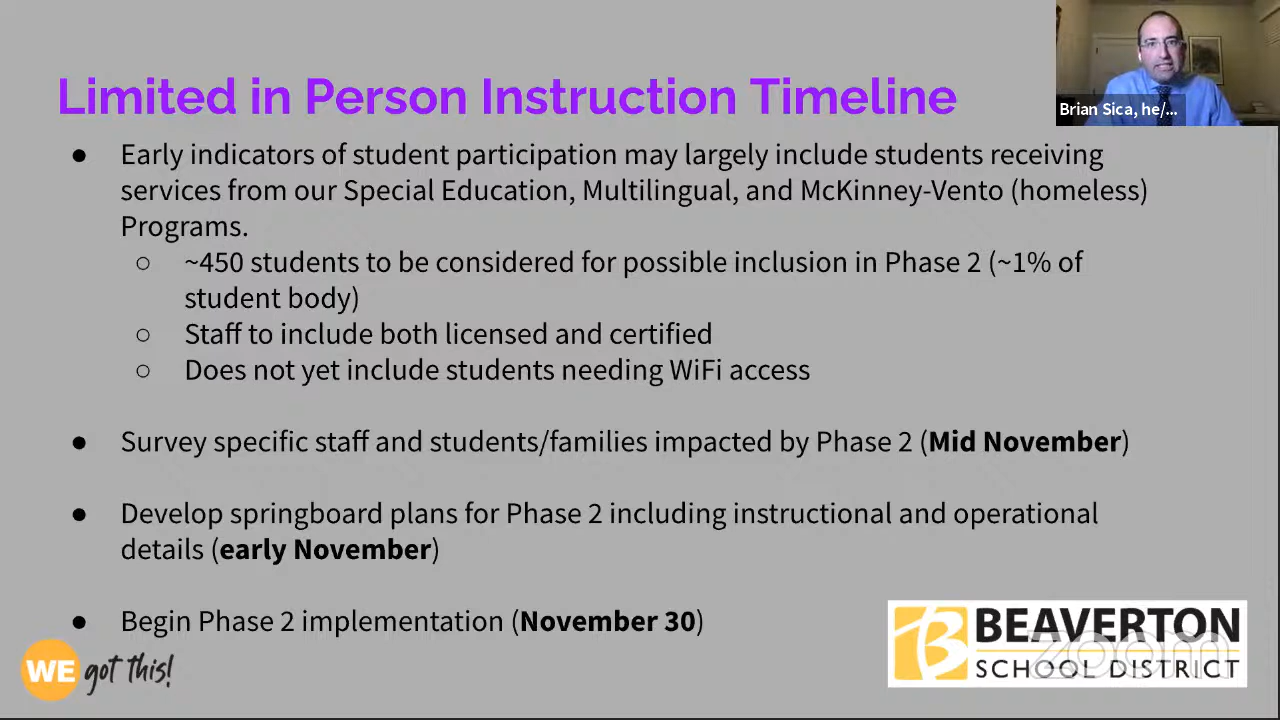 Limited in Person Instruction Timeline
Brian Sica, he/...
● Early indicators of student participation may largely include students receiving
services from our Special Education, Multilingual, and McKinney-Vento (homeless)
Programs.
○ ~450 students to be considered for possible inclusion in Phase 2 (~1% of
student body)
○ Staff to include both licensed and certified
○ Does not yet include students needing WiFi access
● Survey specific staff and students/families impacted by Phase 2 (Mid November)
● Develop springboard plans for Phase 2 including instructional and operational
details (early November)
● Begin Phase 2 implementation (November 30)
WE got this!
BEAVERTON
SCHOOL DISTRICT
zoom